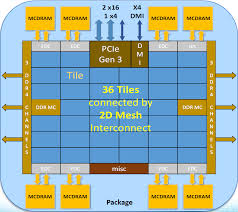 2 x16
1 x4
X4
DMI
MCDRAM
MCDRAM
MCDRAM
MCDRAM
EDC
EDC
PCIe
Gen 3
D
M
I
EDC
Tile
36 Tiles
connected by
2D Mesh
Interconnect
3
DDR4
CHANNELS
DDR MC
DDR MC
3
DDR4
CHANNELS
EDC
EDC
misc
EDC
EDC
MCDRAM
MCDRAM
MCDRAM
MCDRAM
Package